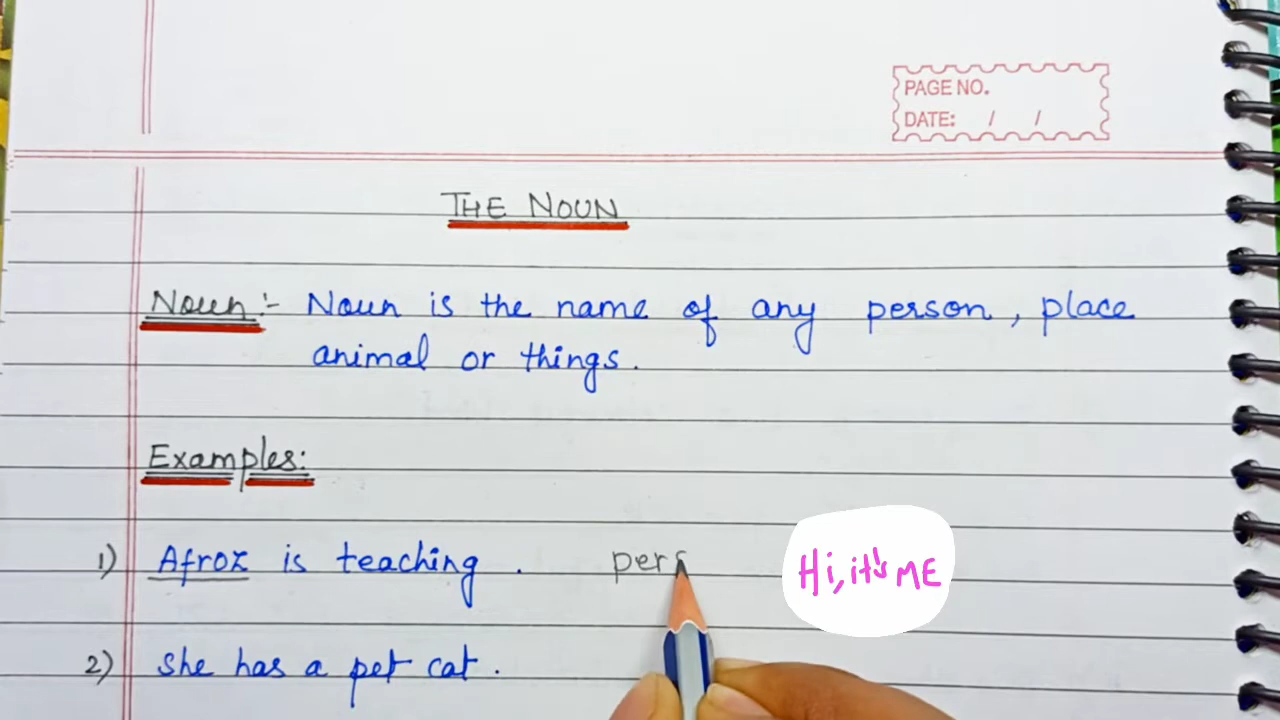 PAGE NO.
DATE: / /
THE NOUN
Noun :- Noun is the name of any person, place
animal or things.
Examples:
1) Afroz is teaching. pers
Hi, it's ME
2) She has a pet cat.